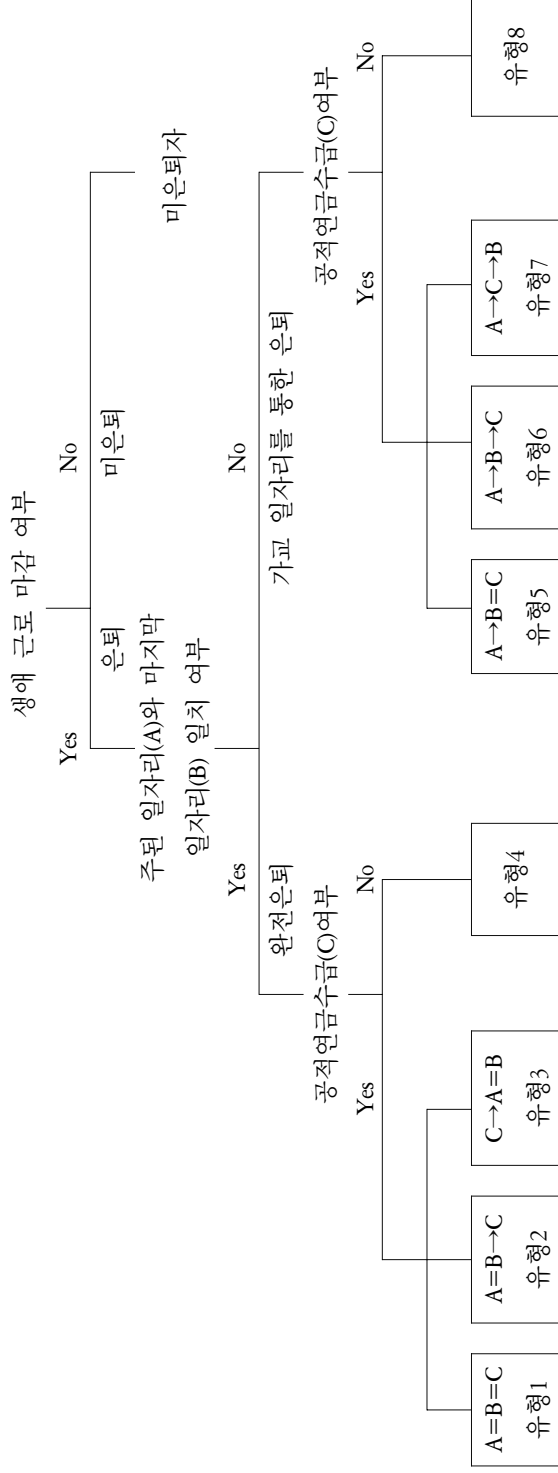 생애 근로 마감 여부
Yes
No
은퇴
미은퇴
주된 일자리(A)와 마지막
일자리(B) 일치 여부
미은퇴자
Yes
No
완전은퇴
가교 일자리를 통한 은퇴
공적연금수급(C)여부
공적연금수급(C)여부
Yes
No
Yes
No
A=B=C
유형1
A=B→C
유형2
C→A=B
유형3
유형4
A→B=C
유형5
A→B→C
유형6
A→C→B
유형7
유형8